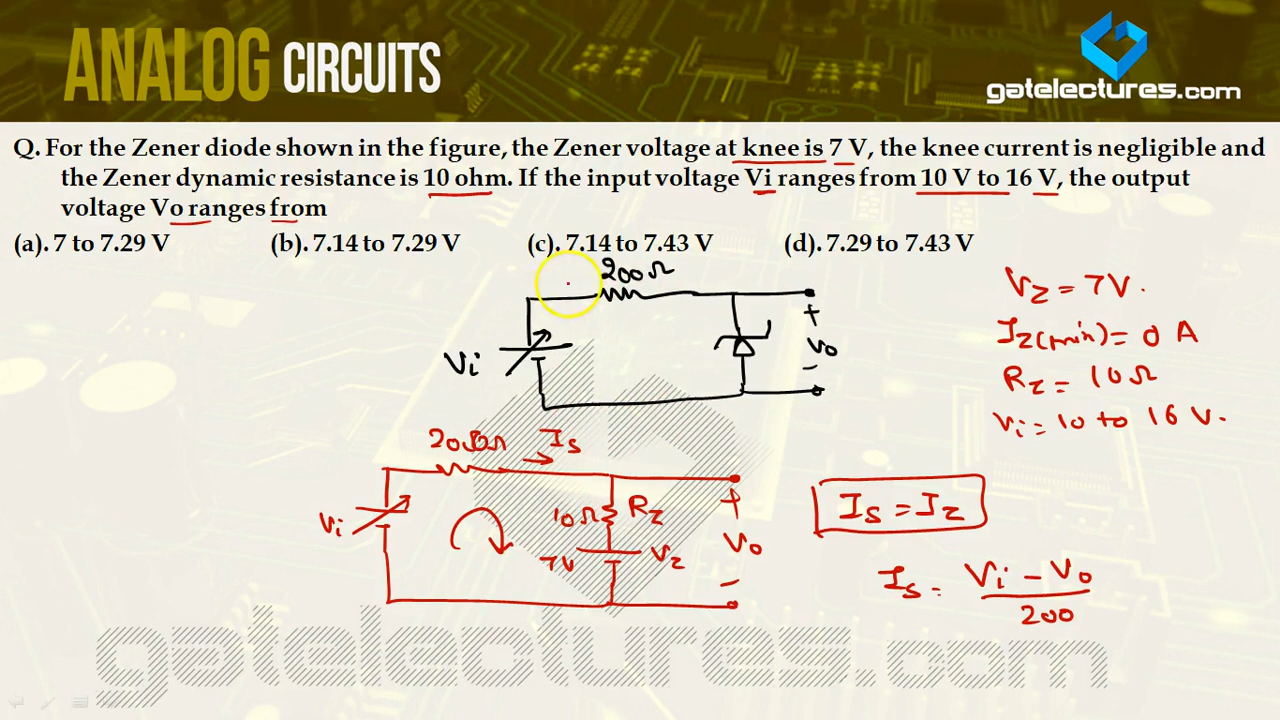 ANALOG CIRCUITS
gatelectures.com
Q. For the Zener diode shown in the figure, the Zener voltage at knee is 7 V, the knee current is negligible and
the Zener dynamic resistance is 10 ohm. If the input voltage Vi ranges from 10 V to 16 V, the output
voltage Vo ranges from
(a). 7 to 7.29 V (b). 7.14 to 7.29 V (c). 7.14 to 7.43 V (d). 7.29 to 7.43 V
200Ω
Vi
+
Vo
-
VZ = 7V.
IZ(min) = 0 A
RZ = 10Ω
Vi = 10 to 16 V.
200Ω
IS
Vi
10Ω RZ
7V VZ
+
Vo
-
IS = IZ
IS = Vi - Vo
200
gatelectures.com